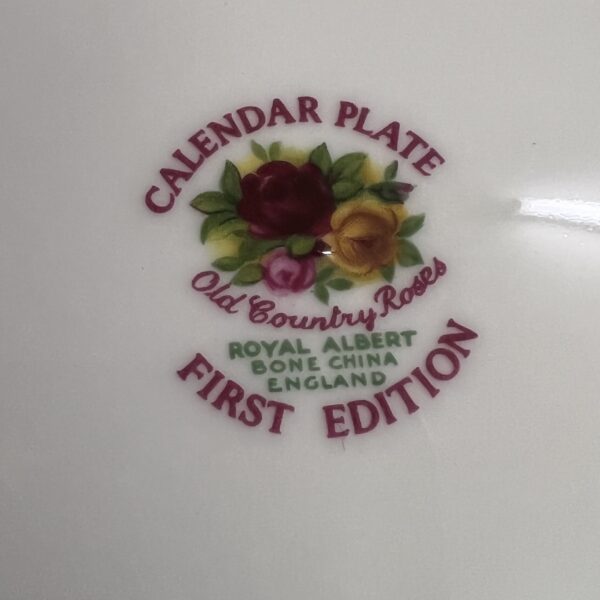 CALENDAR PLATE
Old Country Roses
ROYAL ALBERT
BONE CHINA
ENGLAND
FIRST EDITION